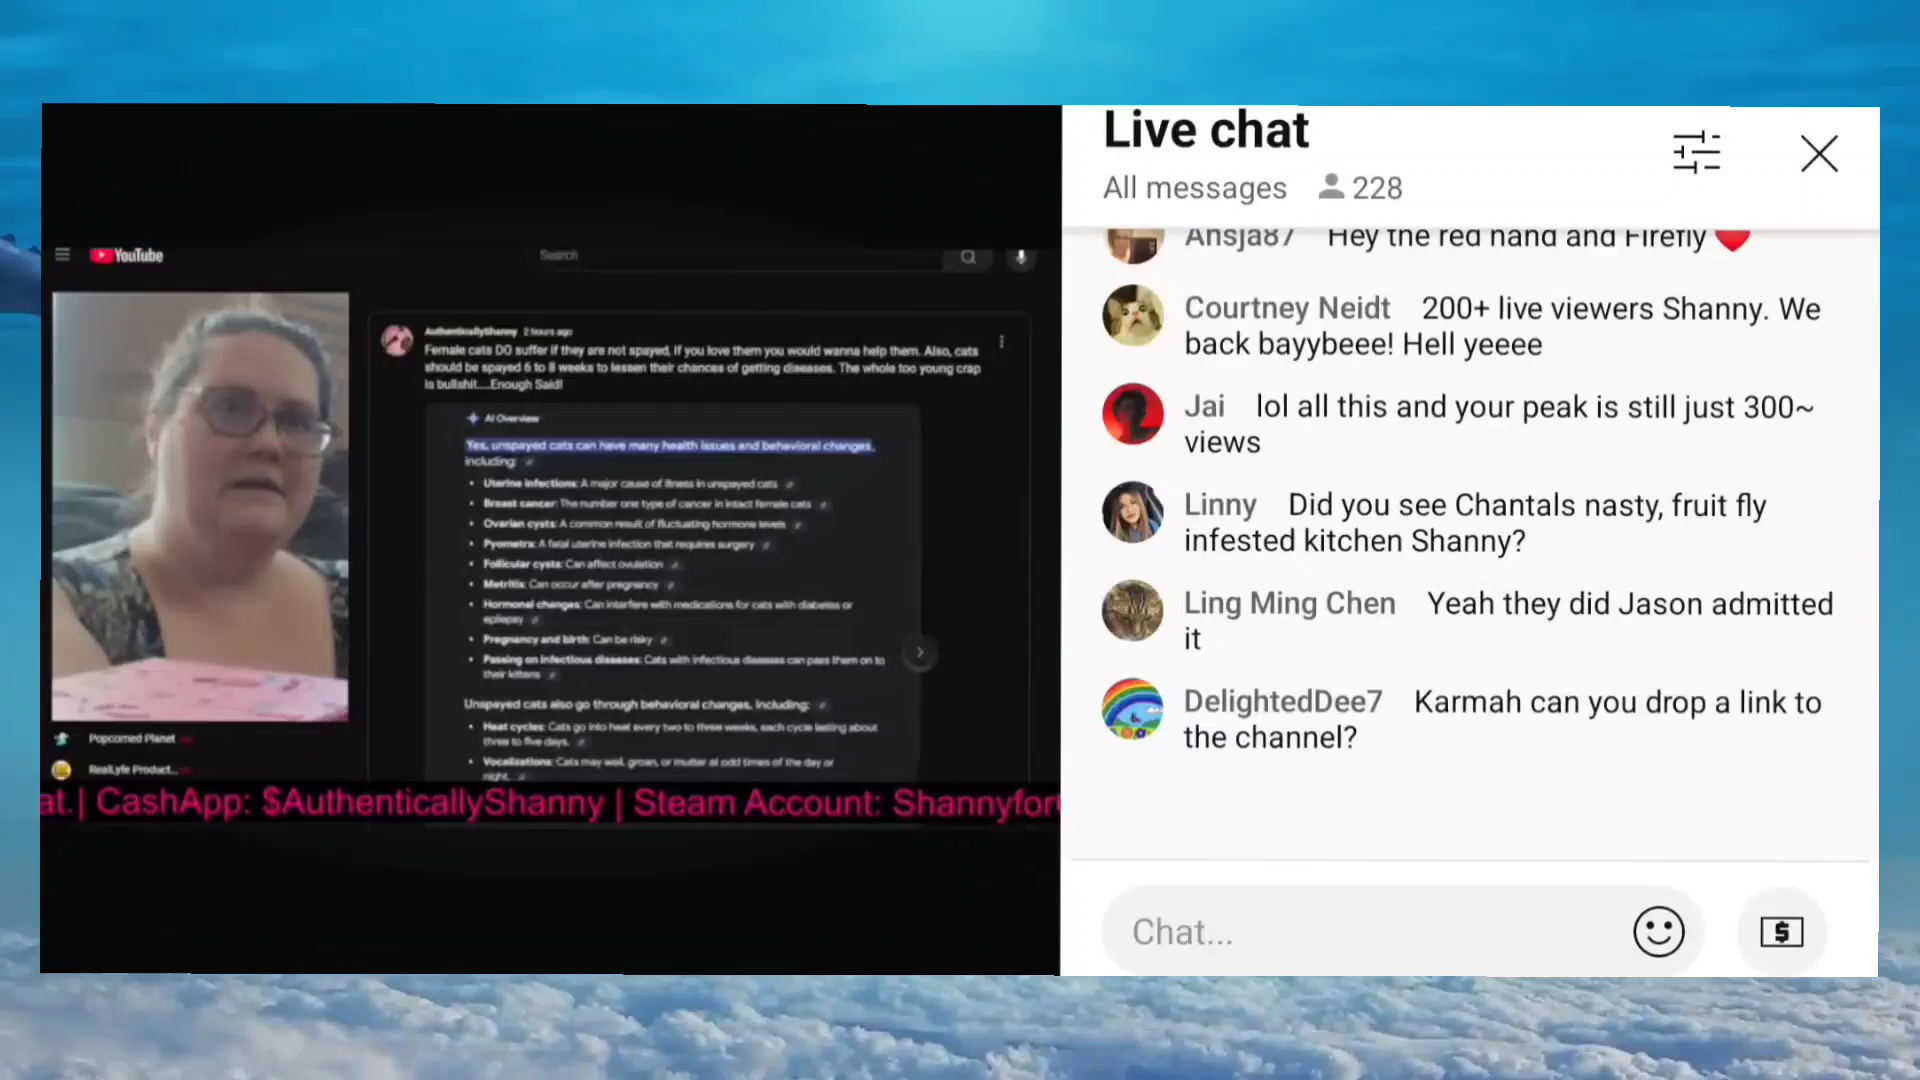 YouTube
Search
AuthenticallyShanny 2 hours ago
Female cats DO suffer if they are not spayed, if you love them you would wanna help them. Also, cats
should be spayed 6 to 8 weeks to lessen their chances of getting diseases. The whole too young crap
is bullshit....Enough Said!
AI Overview
Yes, unspayed cats can have many health issues and behavioral changes,
including:
• Uterine infections: A major cause of illness in unspayed cats
• Breast cancer: The number one type of cancer in intact female cats
• Ovarian cysts: A common result of fluctuating hormone levels
• Pyometra: A fatal uterine infection that requires surgery
• Follicular cysts: Can affect ovulation
• Metritis: Can occur after pregnancy
• Hormonal changes: Can interfere with medications for cats with diabetes or
epilepsy
• Pregnancy and birth: Can be risky
• Passing on infectious diseases: Cats with infectious diseases can pass them on to
their kittens
Unspayed cats also go through behavioral changes, including:
• Heat cycles: Cats go into heat every two to three weeks, each cycle lasting about
three to five days.
• Vocalizations: Cats may wail, groan, or mutter at odd times of the day or
night.
Popcorned Planet
RealLyfe Product...
at. | CashApp: $AuthenticallyShanny | Steam Account: Shannyfor
Live chat
All messages 228
Ansja87 Hey the red hand and Firefly ❤️
Courtney Neidt 200+ live viewers Shanny. We
back bayybeee! Hell yeeee
Jai lol all this and your peak is still just 300~
views
Linny Did you see Chantals nasty, fruit fly
infested kitchen Shanny?
Ling Ming Chen Yeah they did Jason admitted
it
DelightedDee7 Karmah can you drop a link to
the channel?
Chat...